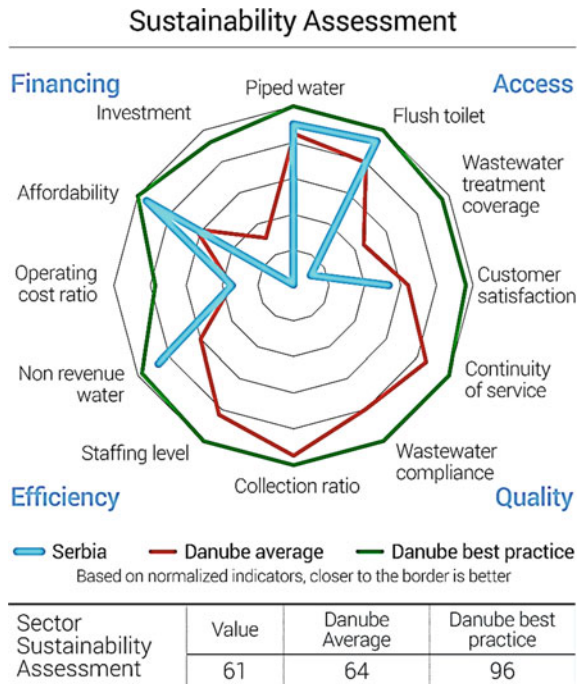 Sustainability Assessment
Financing
Access
Piped water
Investment
Flush toilet
Affordability
Wastewater
treatment
coverage
Operating
cost ratio
Customer
satisfaction
Non revenue
water
Continuity
of service
Staffing level
Wastewater
compliance
Collection ratio
Efficiency
Quality
Serbia
Danube average
Danube best practice
Based on normalized indicators, closer to the border is better
Sector
Sustainability
Assessment
Value
Danube
Average
Danube best
practice
61
64
96